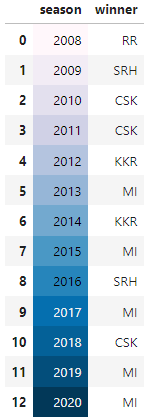 season winner
0 2008 RR
1 2009 SRH
2 2010 CSK
3 2011 CSK
4 2012 KKR
5 2013 MI
6 2014 KKR
7 2015 MI
8 2016 SRH
9 2017 MI
10 2018 CSK
11 2019 MI
12 2020 MI